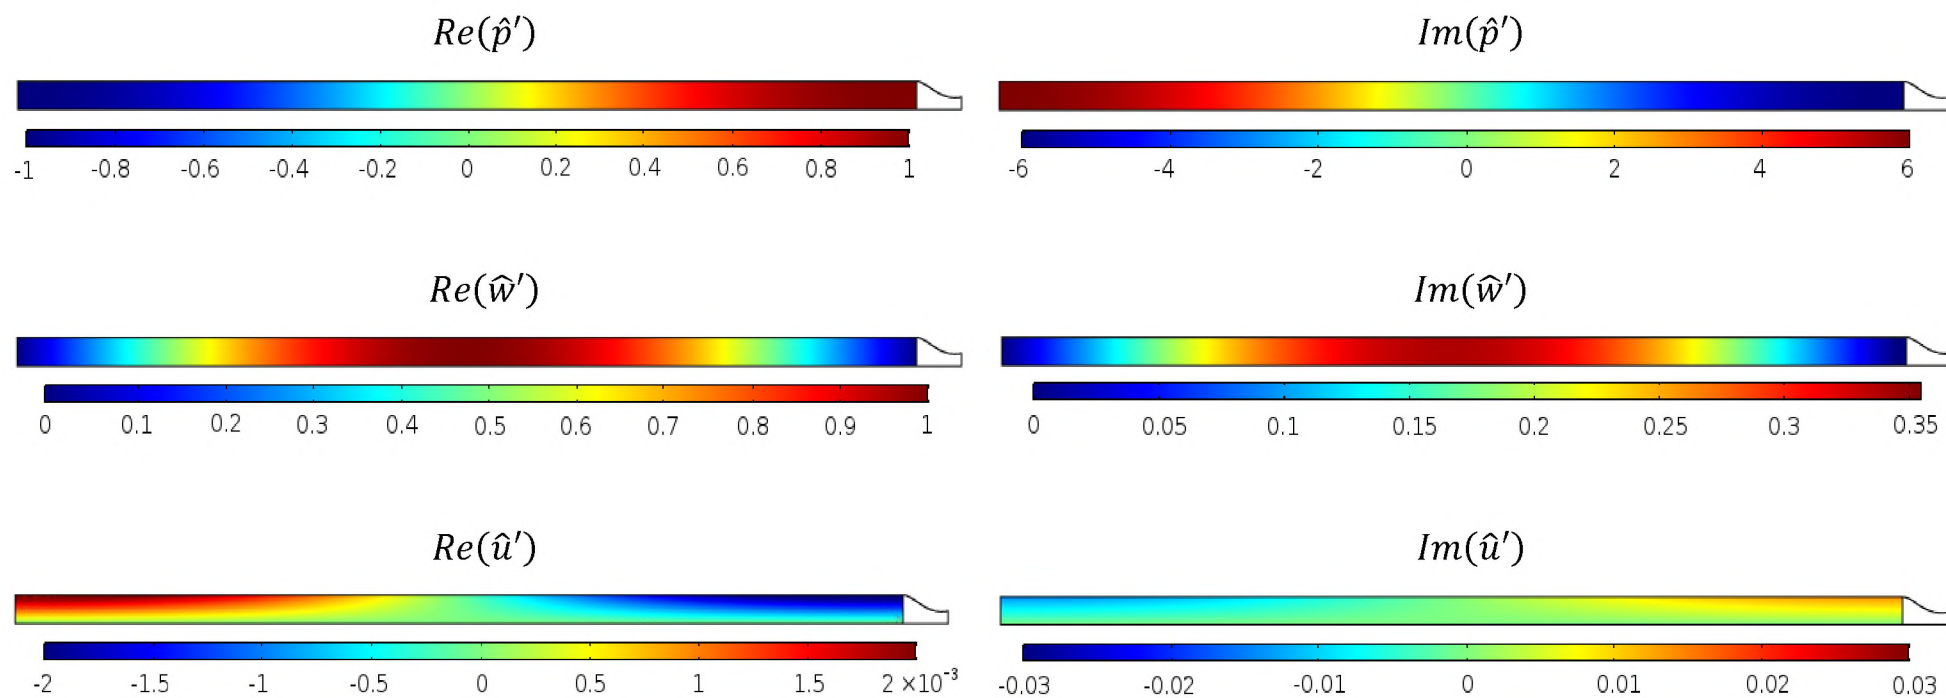 Re(p̂′) Im(p̂′)
-1 -0.8 -0.6 -0.4 -0.2 0 0.2 0.4 0.6 0.8 1 -6 -4 -2 0 2 4 6
Re(ŵ′) Im(ŵ′)
0 0.1 0.2 0.3 0.4 0.5 0.6 0.7 0.8 0.9 1 0 0.05 0.1 0.15 0.2 0.25 0.3 0.35
Re(û′) Im(û′)
-2 -1.5 -1 -0.5 0 0.5 1 1.5 2 ×10⁻³ -0.03 -0.02 -0.01 0 0.01 0.02 0.03